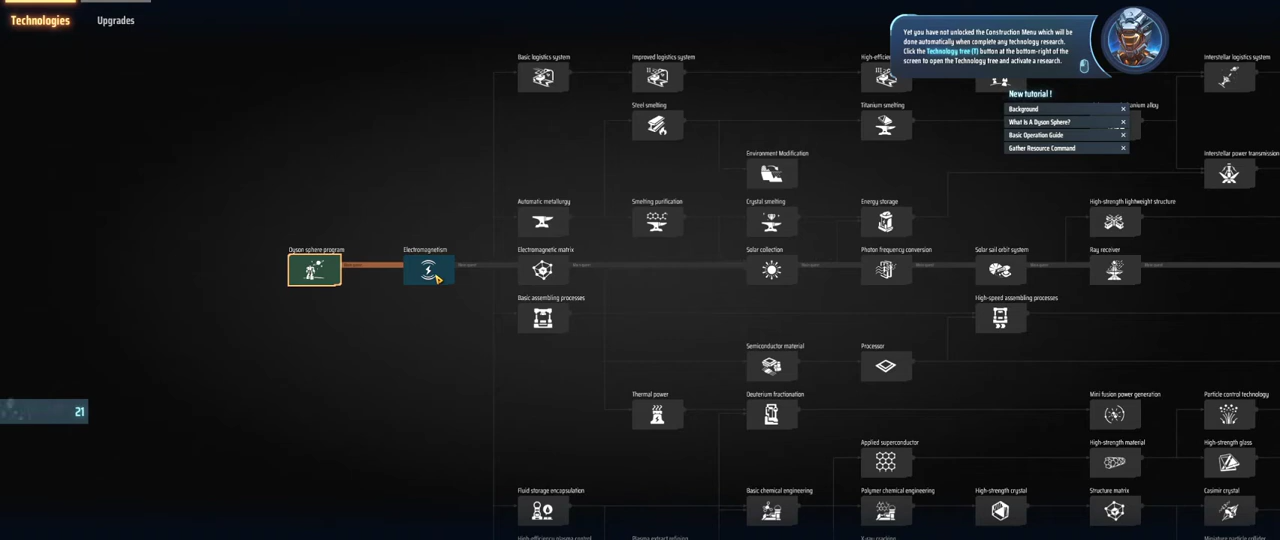 Technologies
Upgrades
Yet you have not unlocked the Construction Menu which will be
done automatically when complete any technology research.
Click the Technology tree (T) button at the bottom-right of the
screen to open the Technology tree and activate a research.
New tutorial !
Background
What Is A Dyson Sphere?
Basic Operation Guide
Gather Resource Command
Basic logistics system
Improved logistics system
Interstellar logistics system
Steel smelting
Titanium smelting
Environment Modification
Interstellar power transmission
Automatic metallurgy
Smelting purification
Crystal smelting
Energy storage
High-strength lightweight structure
Dyson sphere program
Electromagnetism
Electromagnetic matrix
Solar collection
Photon frequency conversion
Solar sail orbit system
Ray receiver
Basic assembling processes
High-speed assembling processes
Semiconductor material
Processor
Thermal power
Deuterium fractionation
Mini fusion power generation
Particle control technology
21
Applied superconductor
High-strength material
High-strength glass
Fluid storage encapsulation
Basic chemical engineering
Polymer chemical engineering
High-strength crystal
Structure matrix
Casimir crystal